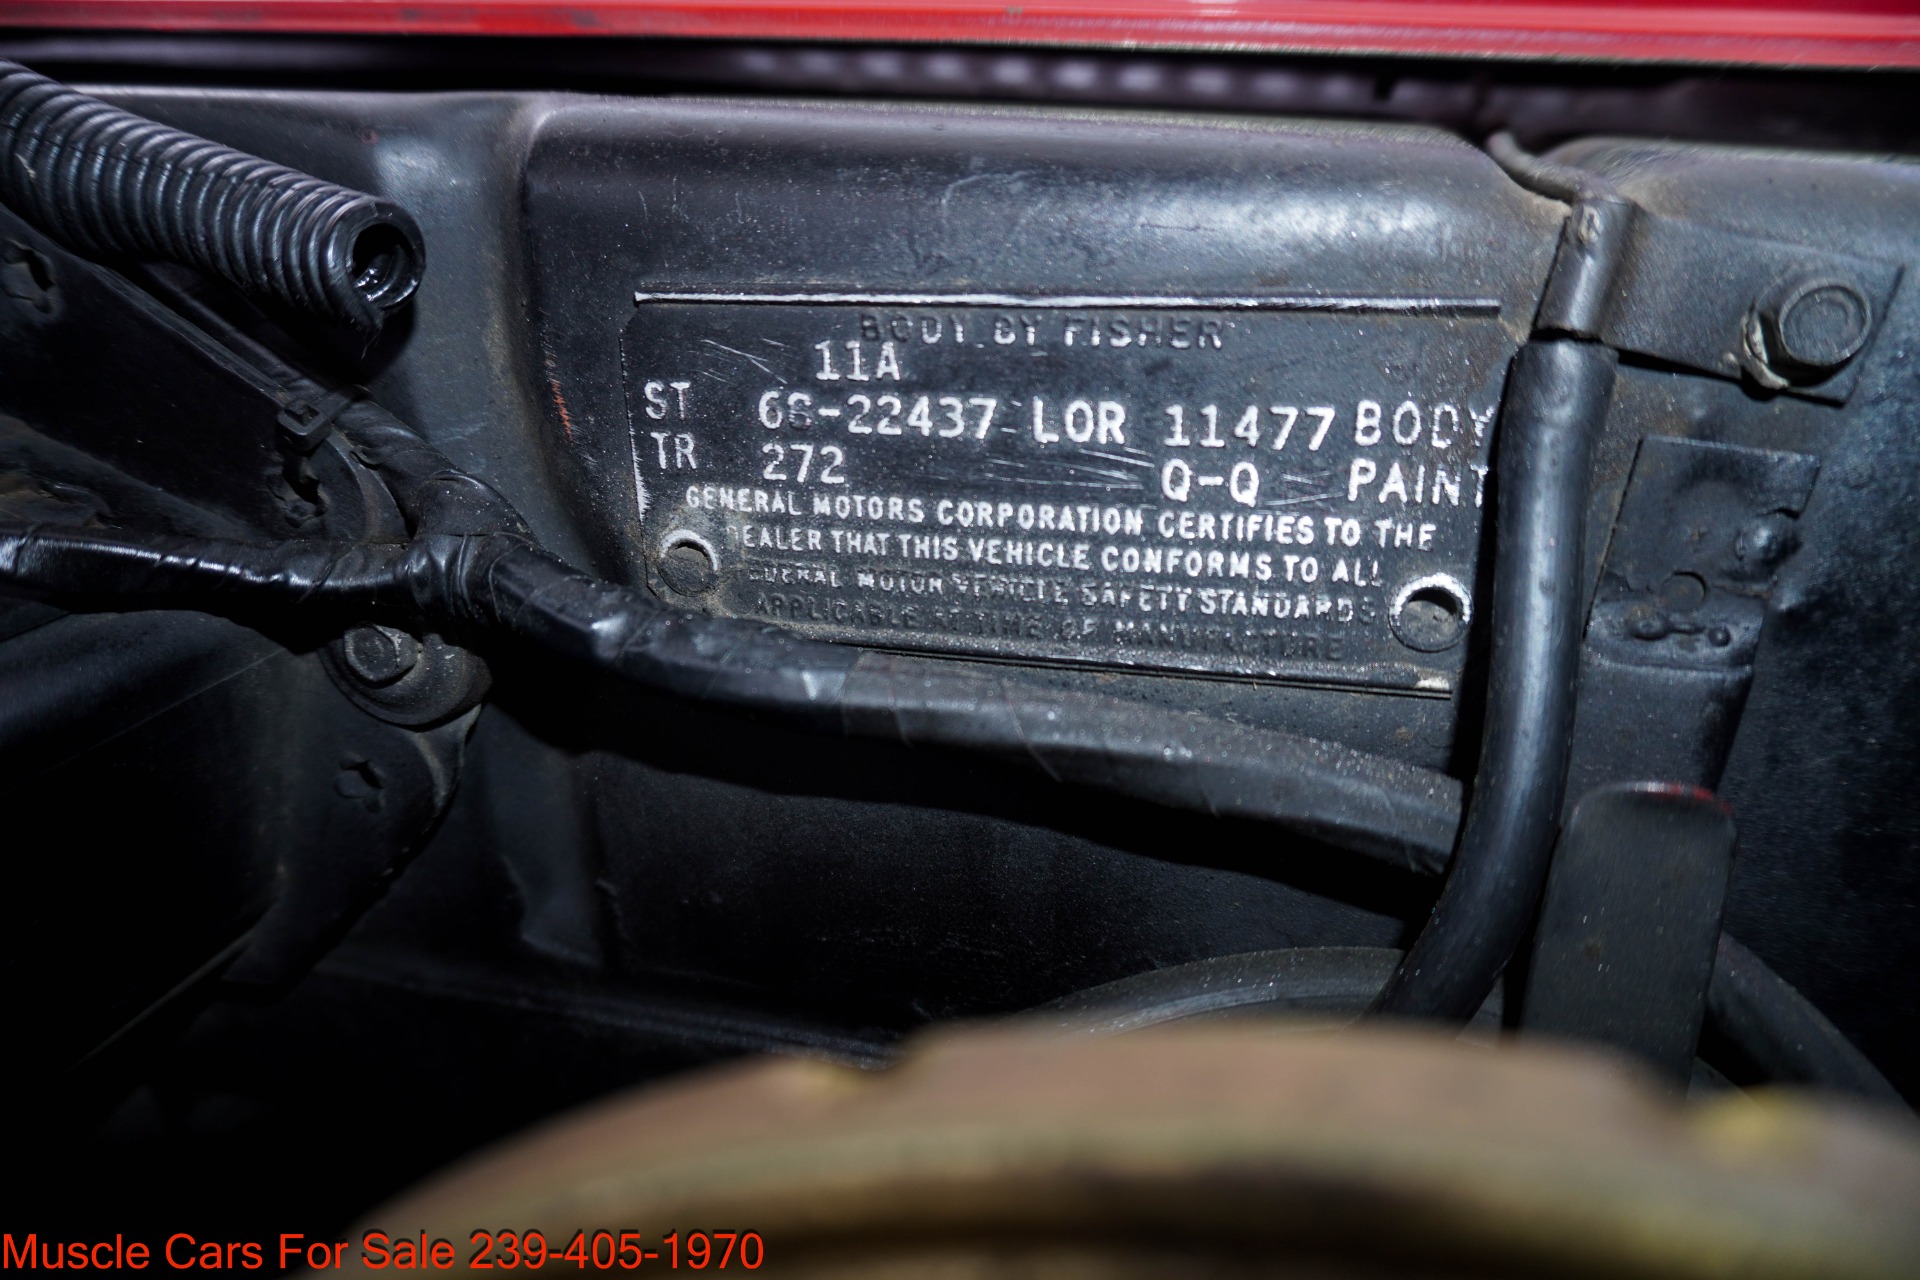 BODY BY FISHER
11A
ST 68-22437 LOR 11477 BODY
TR 272 Q-Q PAINT
GENERAL MOTORS CORPORATION CERTIFIES TO THE
DEALER THAT THIS VEHICLE CONFORMS TO ALL
FEDERAL MOTOR VEHICLE SAFETY STANDARDS
APPLICABLE AT TIME OF MANUFACTURE
Muscle Cars For Sale 239-405-1970